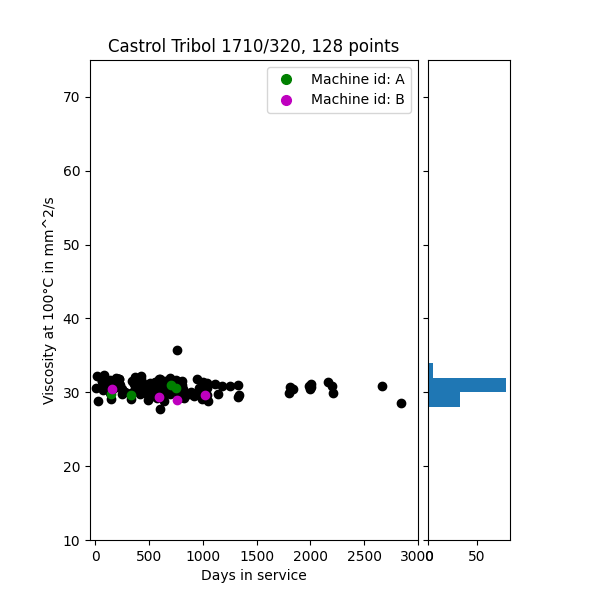 Castrol Tribol 1710/320, 128 points
Machine id: A
Machine id: B
70
60
50
40
30
20
10
Viscosity at 100°C in mm^2/s
0 500 1000 1500 2000 2500 3000
0 50
Days in service